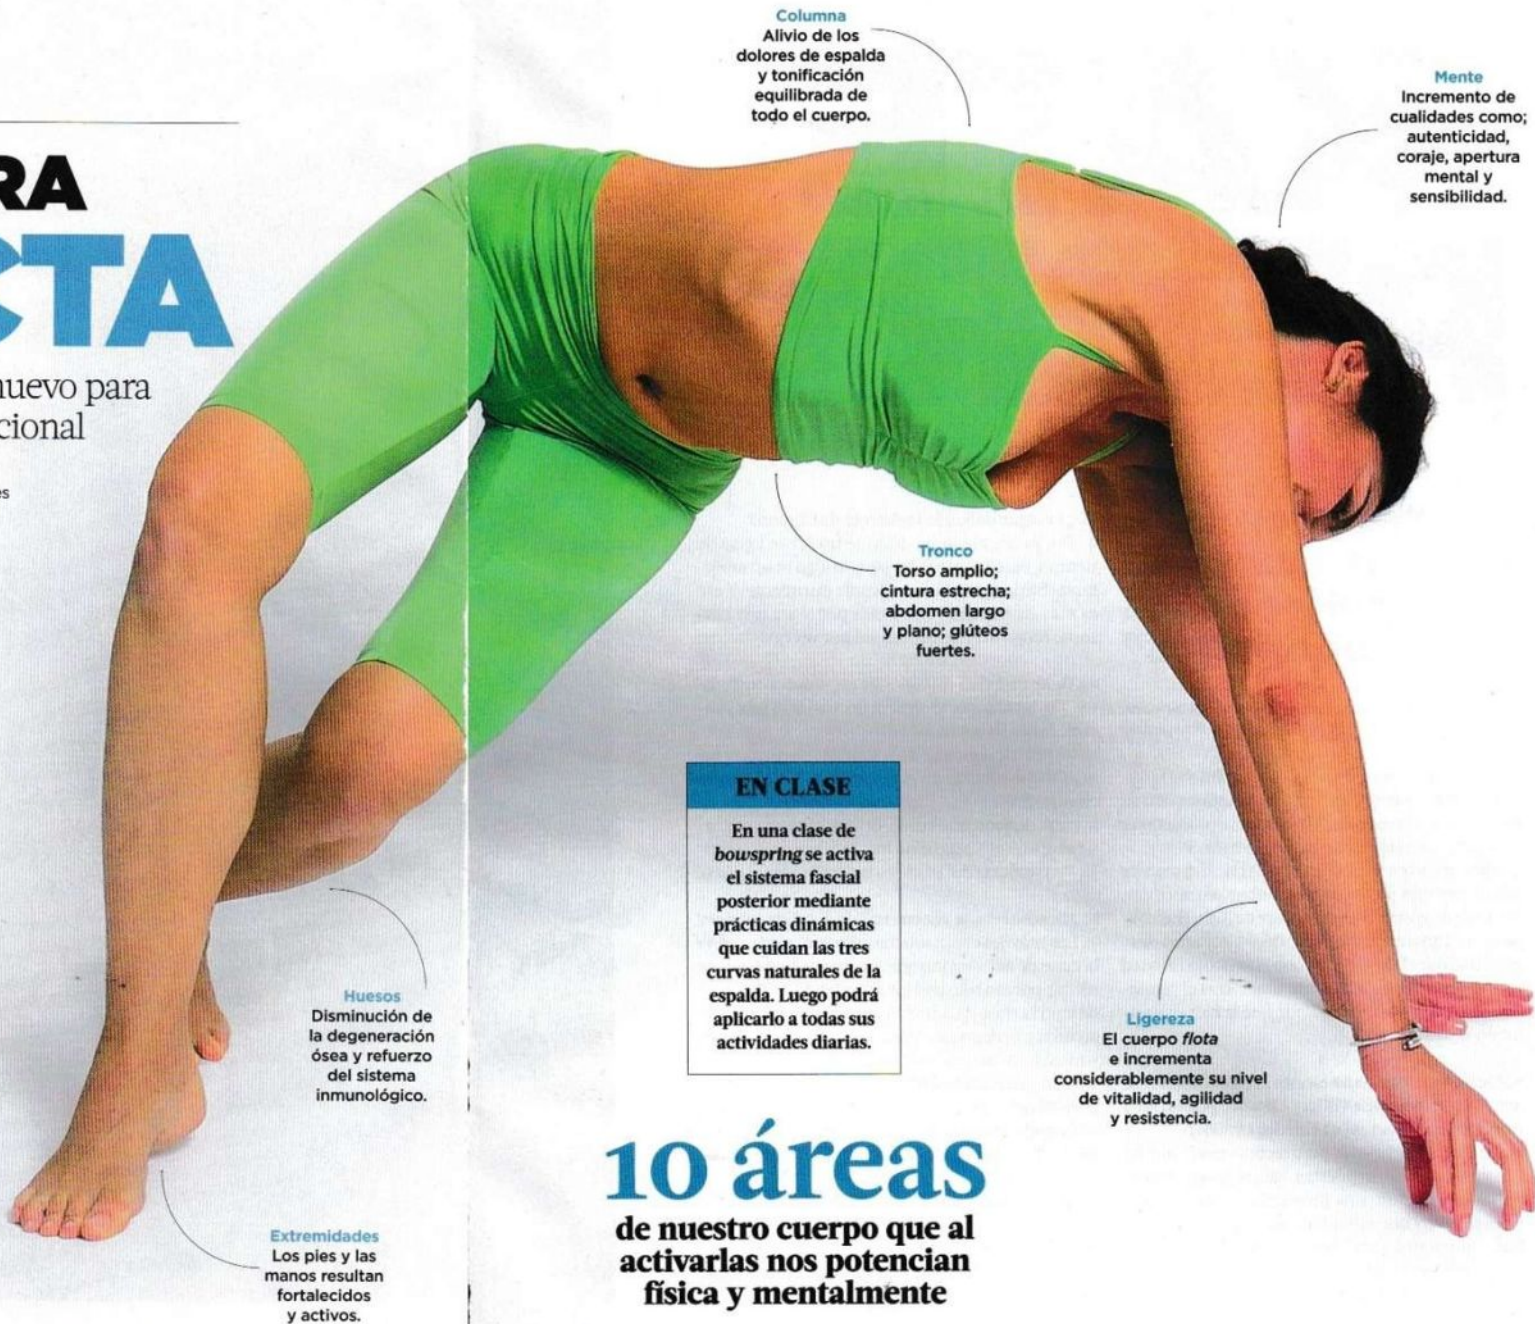 RA
CTA
nuevo para
cional
es
Columna
Alivio de los
dolores de espalda
y tonificación
equilibrada de
todo el cuerpo.
Mente
Incremento de
cualidades como;
autenticidad,
coraje, apertura
mental y
sensibilidad.
Tronco
Torso amplio;
cintura estrecha;
abdomen largo
y plano; glúteos
fuertes.
EN CLASE
En una clase de
bowspring se activa
el sistema fascial
posterior mediante
prácticas dinámicas
que cuidan las tres
curvas naturales de la
espalda. Luego podrá
aplicarlo a todas sus
actividades diarias.
Huesos
Disminución de
la degeneración
ósea y refuerzo
del sistema
inmunológico.
Ligereza
El cuerpo flota
e incrementa
considerablemente su nivel
de vitalidad, agilidad
y resistencia.
Extremidades
Los pies y las
manos resultan
fortalecidos
y activos.
10 áreas
de nuestro cuerpo que al
activarlas nos potencian
física y mentalmente